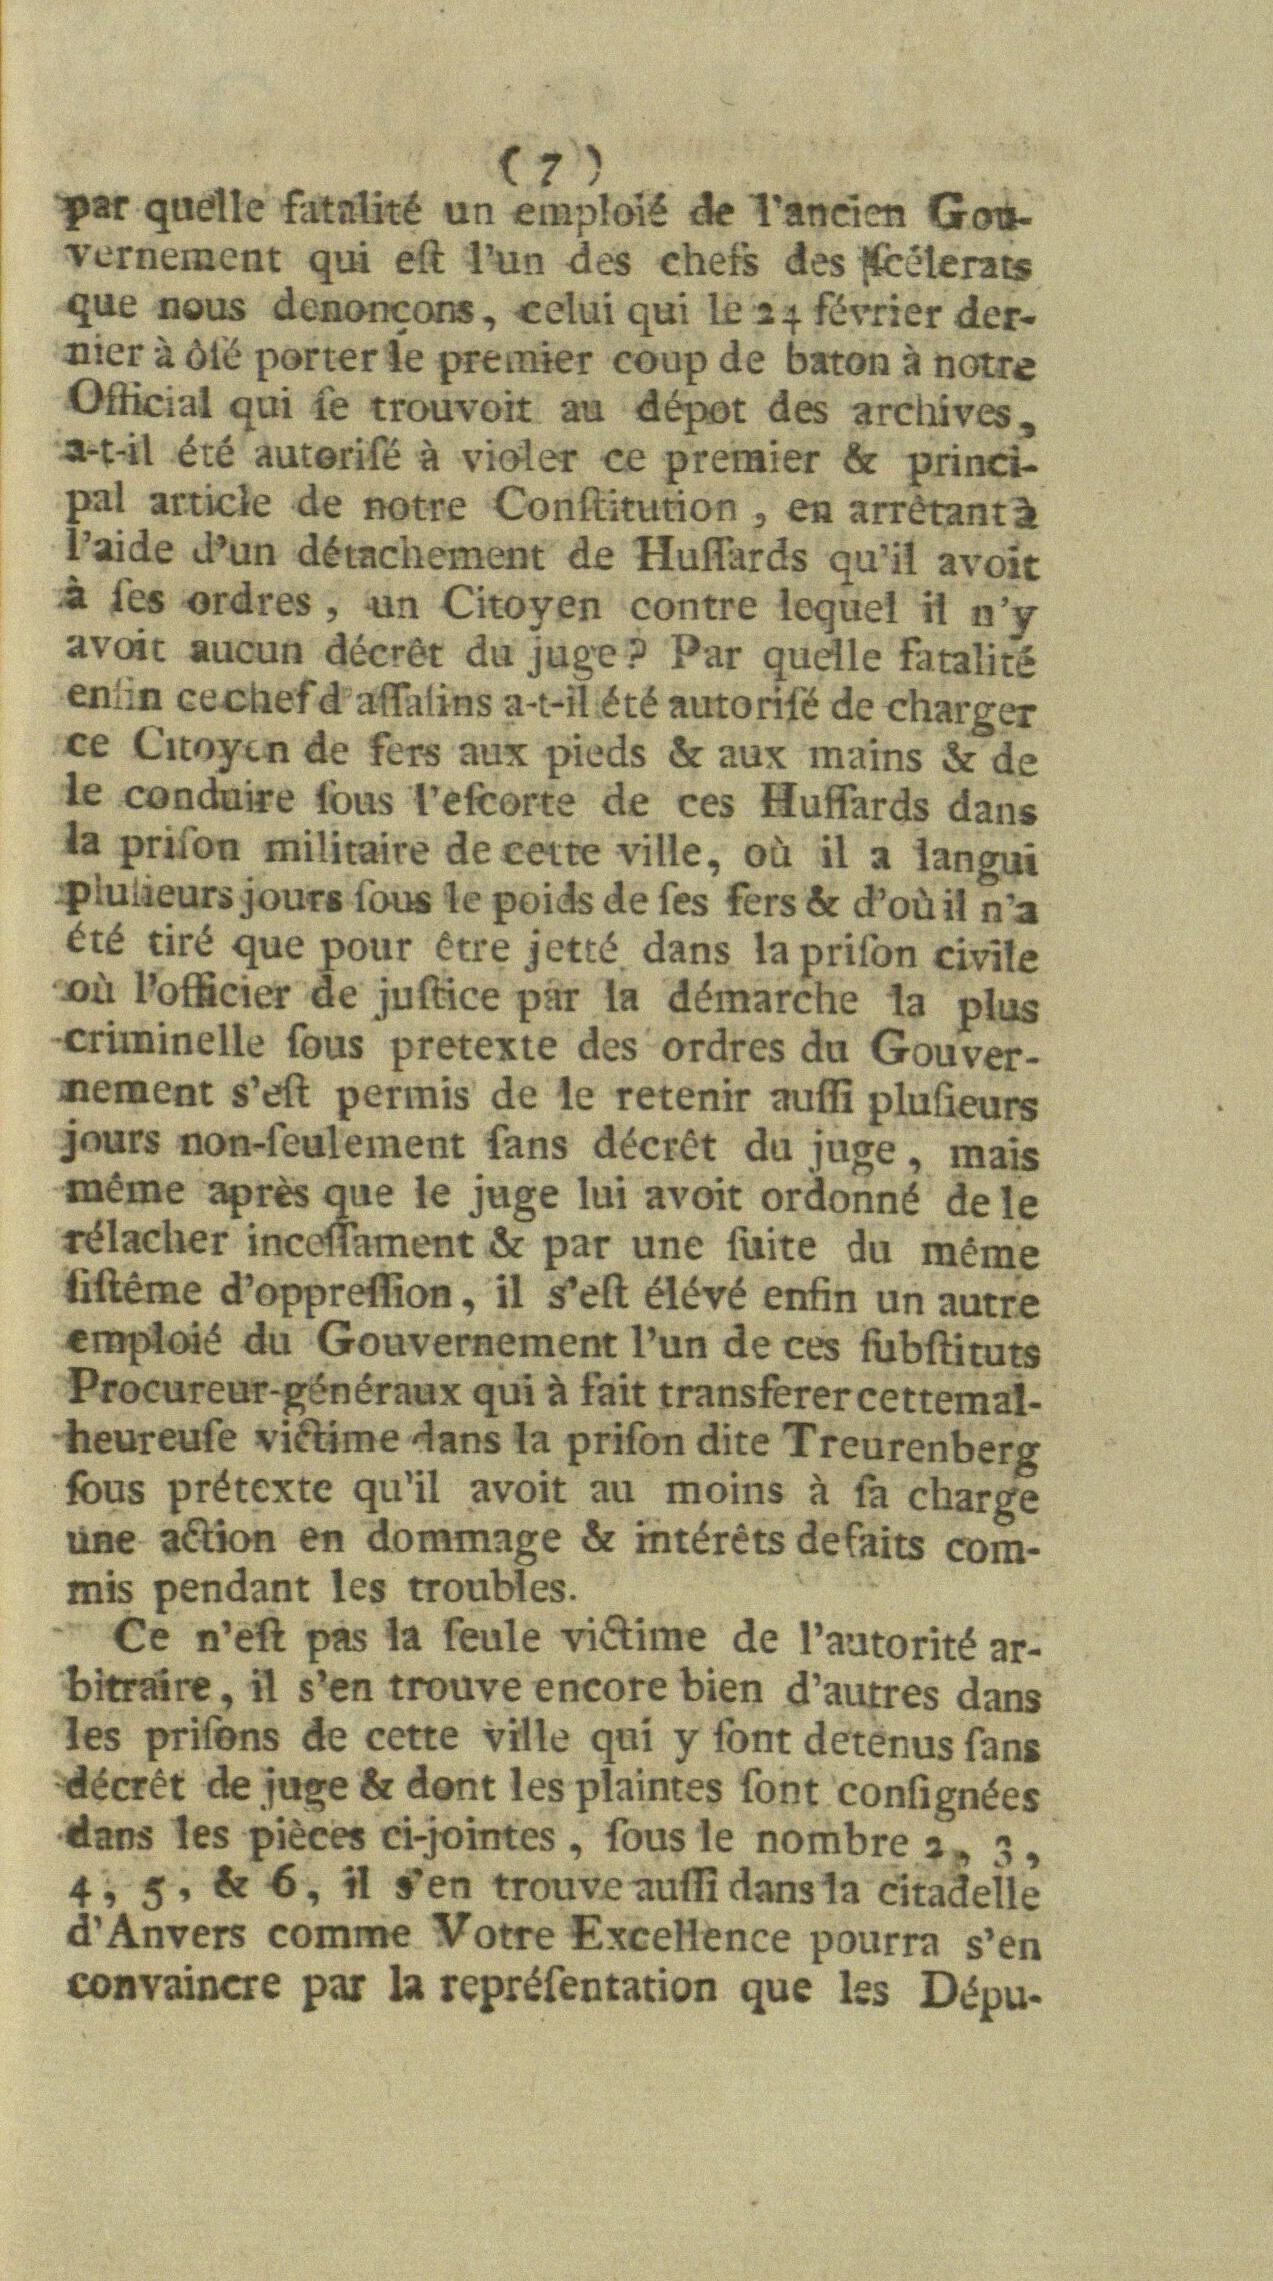 ( 7 )
par quelle fatalité un emploié de l'ancien Gou-
vernement qui eſt l'un des chefs des ſcélerats
que nous denonçons, celui qui le 24 février der-
nier à ôſé porter le premier coup de baton à notre
Official qui ſe trouvoit au dépot des archives,
a-t-il été autoriſé à violer ce premier & princi-
pal article de notre Conſtitution, en arrêtant à
l'aide d'un détachement de Huſſards qu'il avoit
à ſes ordres, un Citoyen contre lequel il n'y
avoit aucun décrêt du juge? Par quelle fatalité
enfin ce chef d'aſſaſins a-t-il été autoriſé de charger
ce Citoyen de fers aux pieds & aux mains & de
le conduire ſous l'eſcorte de ces Huſſards dans
la priſon militaire de cette ville, où il a langui
pluſieurs jours ſous le poids de ſes fers & d'où il n'a
été tiré que pour être jetté dans la priſon civile
où l'officier de juſtice par la démarche la plus
criminelle ſous pretexte des ordres du Gouver-
nement s'eſt permis de le retenir auſſi pluſieurs
jours non-ſeulement ſans décrêt du juge, mais
même après que le juge lui avoit ordonné de le
rélacher inceſſament & par une ſuite du même
ſiſtême d'oppreſſion, il s'eſt élévé enfin un autre
emploié du Gouvernement l'un de ces ſubſtituts
Procureur-généraux qui à fait transferer cettemal-
heureuſe victime dans la priſon dite Treurenberg
ſous prétexte qu'il avoit au moins à ſa charge
une action en dommage & intérêts de faits com-
mis pendant les troubles.
Ce n'eſt pas la ſeule victime de l'autorité ar-
bitraire, il s'en trouve encore bien d'autres dans
les priſons de cette ville qui y ſont detenus ſans
décrêt de juge & dont les plaintes ſont conſignées
dans les pièces ci-jointes, ſous le nombre 2, 3,
4, 5, & 6, il s'en trouve auſſi dans la citadelle
d'Anvers comme Votre Excellence pourra s'en
convaincre par la repréſentation que les Dépu-